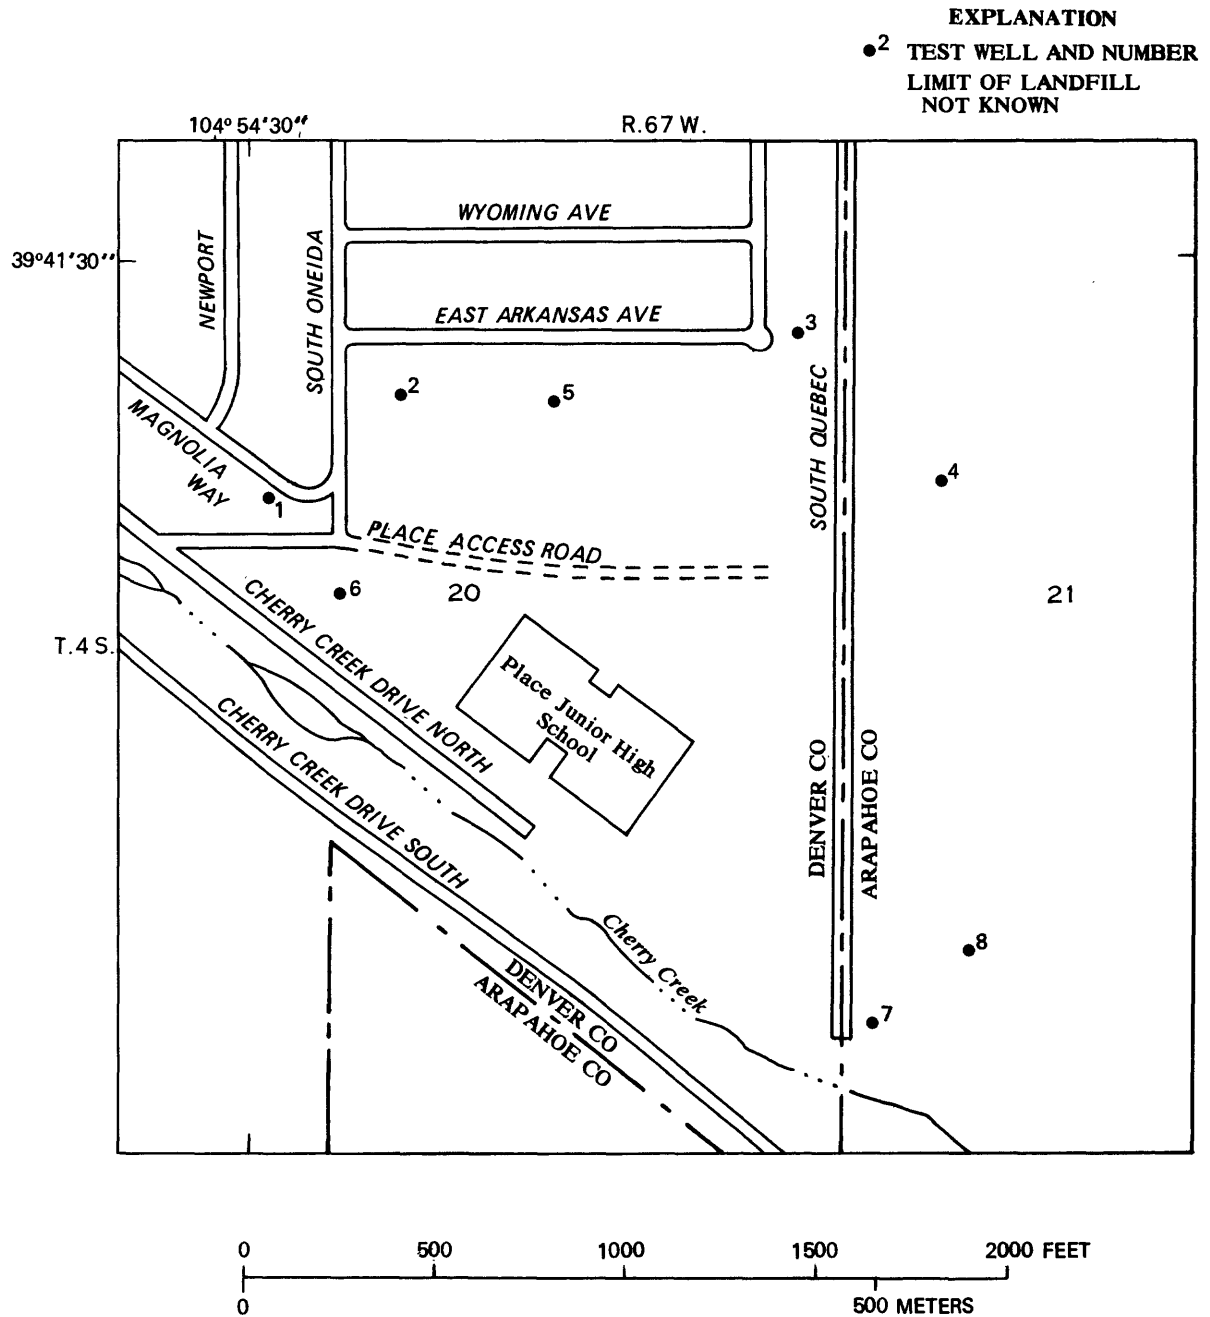 EXPLANATION
2 TEST WELL AND NUMBER
LIMIT OF LANDFILL
NOT KNOWN
104° 54'30"
R.67 W.
WYOMING AVE
NEWPORT
SOUTH ONEIDA
39°41'30"
EAST ARKANSAS AVE
3
SOUTH QUEBEC
2
5
MAGNOLIA
WAY
4
1
PLACE ACCESS ROAD
6
20
21
CHERRY CREEK DRIVE NORTH
T.4 S.
Place Junior High
School
CHERRY CREEK DRIVE SOUTH
DENVER CO
ARAPAHOE CO
Cherry Creek
8
DENVER CO
ARAPAHOE CO
7
0 500 1000 1500 2000 FEET
0 500 METERS